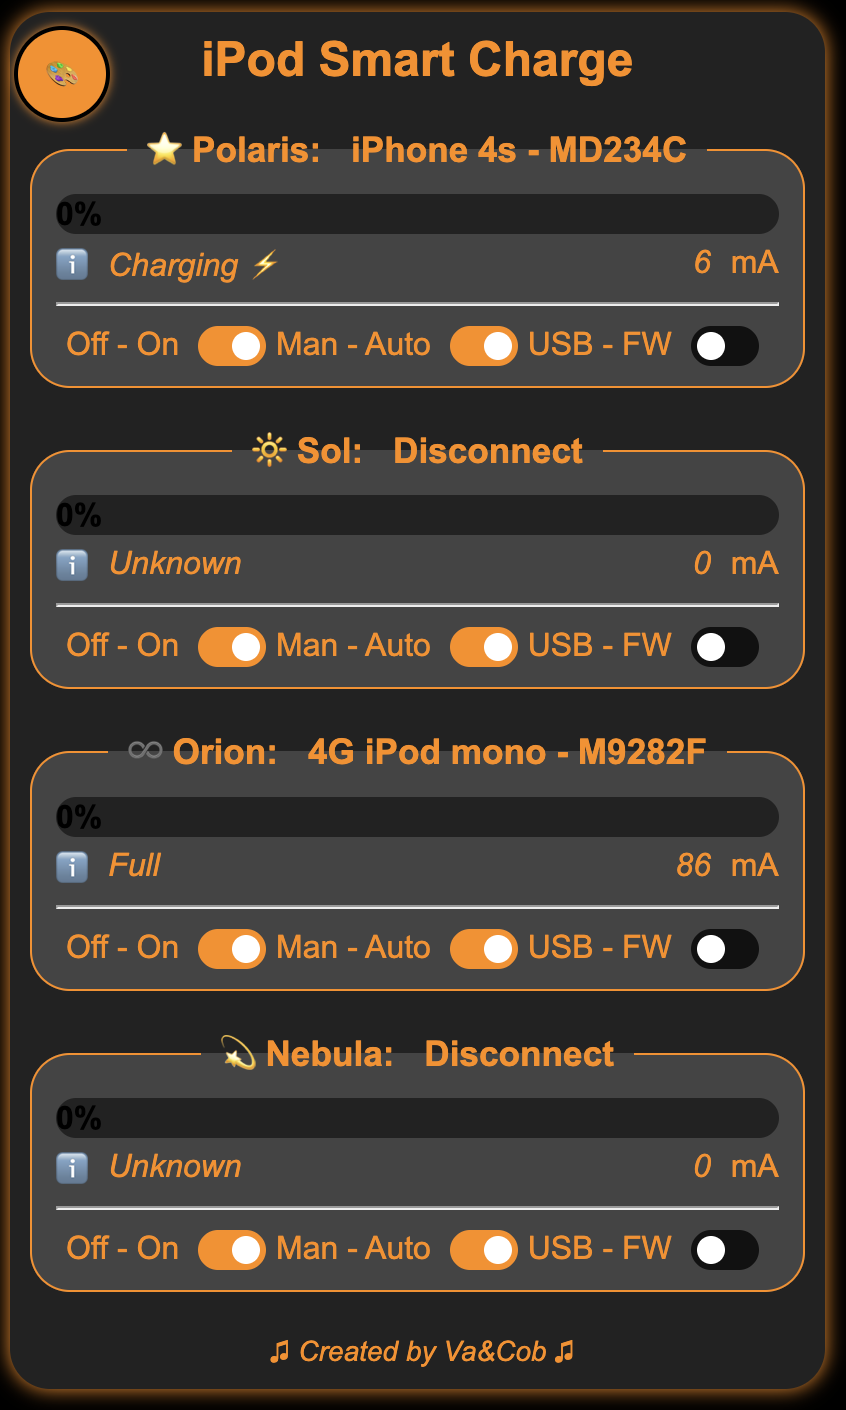 iPod Smart Charge
⭐ Polaris: iPhone 4s - MD234C
0%
ℹ️ Charging ⚡ 6 mA
Off - On Man - Auto USB - FW
🔆 Sol: Disconnect
0%
ℹ️ Unknown 0 mA
Off - On Man - Auto USB - FW
♾ Orion: 4G iPod mono - M9282F
0%
ℹ️ Full 86 mA
Off - On Man - Auto USB - FW
💫 Nebula: Disconnect
0%
ℹ️ Unknown 0 mA
Off - On Man - Auto USB - FW
♫ Created by Va&Cob ♫